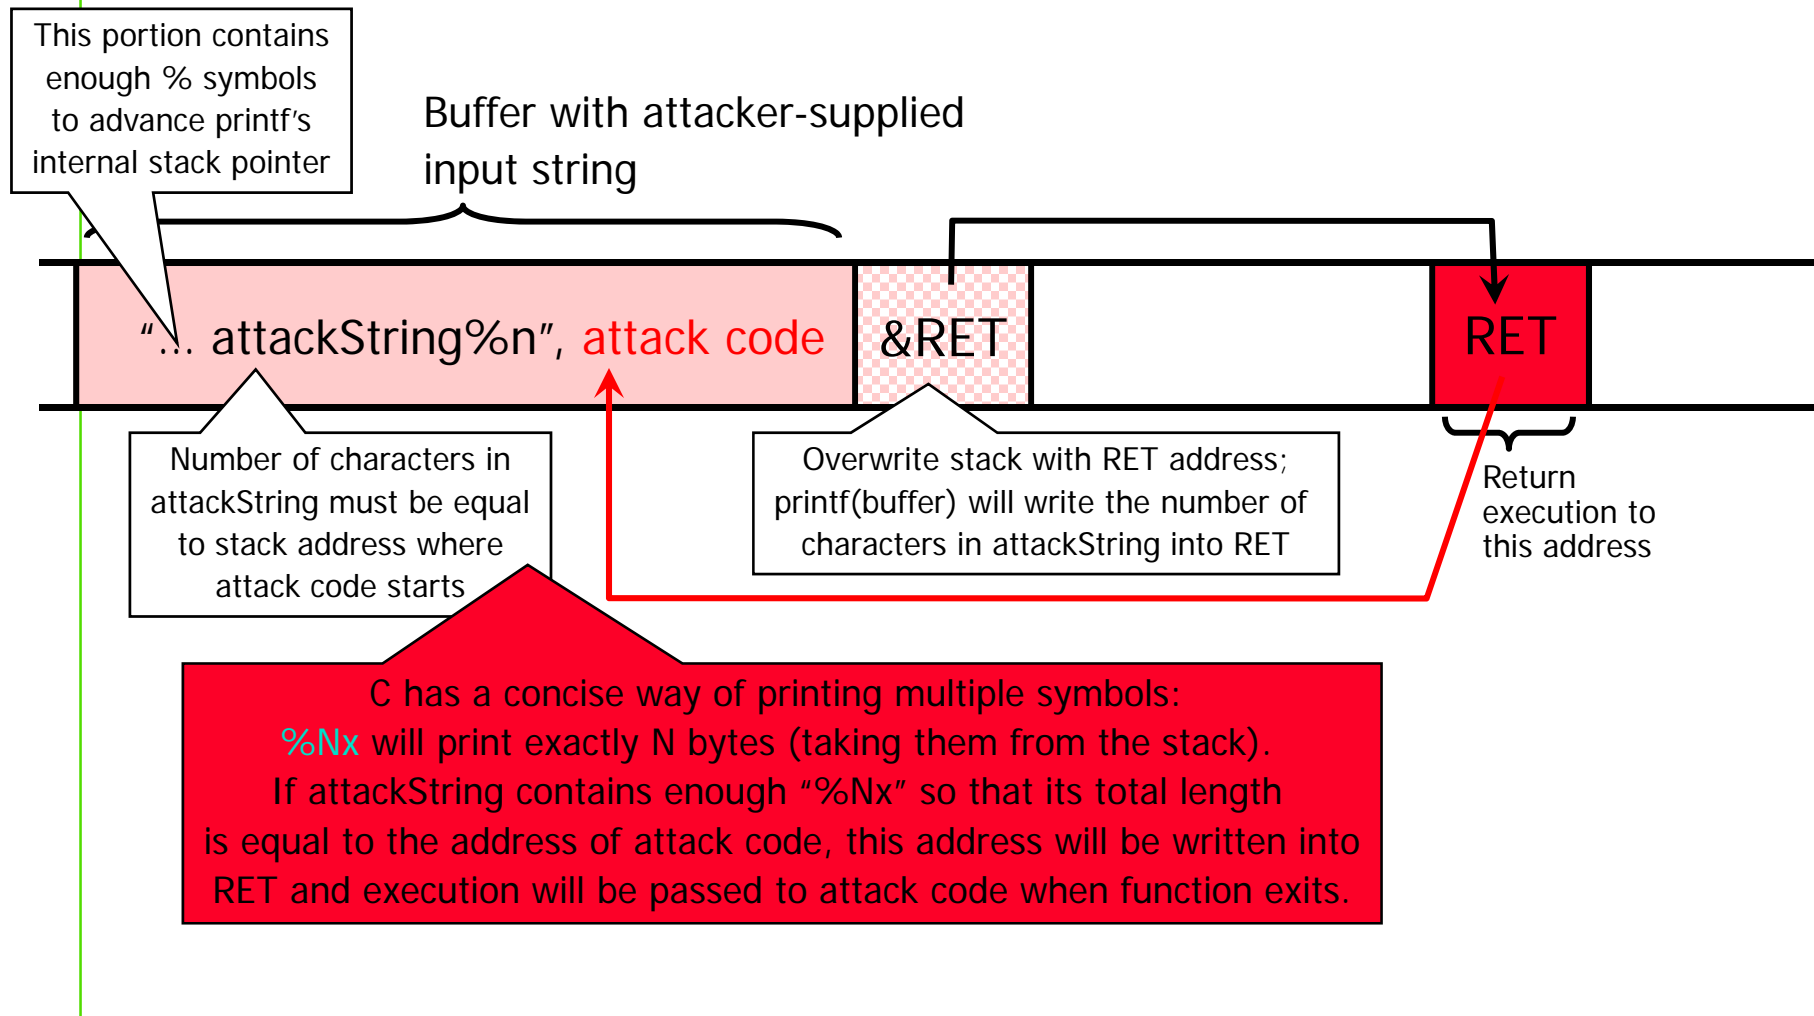 This portion contains
enough % symbols
to advance printf's
internal stack pointer
Buffer with attacker-supplied
input string
“... attackString%n”, attack code
&RET
RET
Number of characters in
attackString must be equal
to stack address where
attack code starts
Overwrite stack with RET address;
printf(buffer) will write the number of
characters in attackString into RET
Return
execution to
this address
C has a concise way of printing multiple symbols:
%Nx will print exactly N bytes (taking them from the stack).
If attackString contains enough “%Nx” so that its total length
is equal to the address of attack code, this address will be written into
RET and execution will be passed to attack code when function exits.